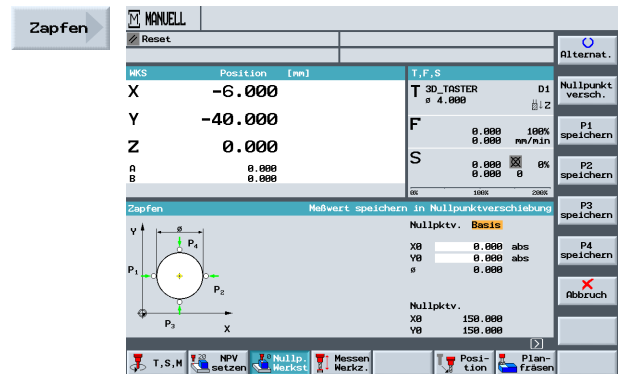 Zapfen
M MANUELL
Reset
Alternat.
WKS Position [mm]
X -6.000
Y -40.000
Z 0.000
A 0.000
B 0.000
T,F,S
T 3D_TASTER D1
ø 4.000 Z
F 0.000 100%
0.000 mm/min
S 0.000 0%
0.000 0
0% 100% 200%
Nullpunkt
versch.
P1
speichern
P2
speichern
P3
speichern
P4
speichern
Abbruch
Zapfen Meßwert speichern in Nullpunktverschiebung
Y ø
P4
P1
P2
P3
X
Nullpktv. Basis
X0 0.000 abs
Y0 0.000 abs
ø 0.000
Nullpktv.
X0 150.000
Y0 150.000
T,S,M
NPV
setzen
Nullp.
Werkst
Messen
Werkz.
Posi-
tion
Plan-
fräsen